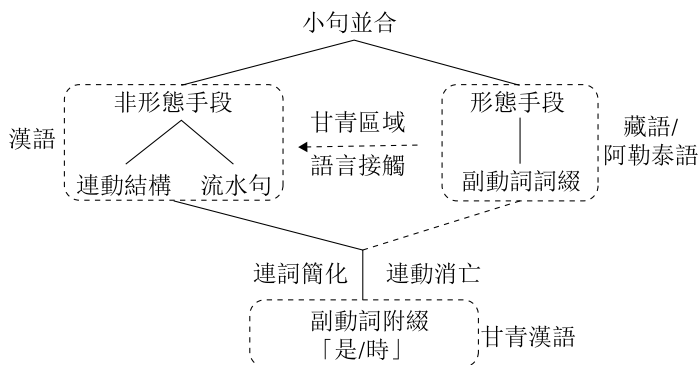 小句並合
非形態手段
形態手段
漢語
甘青區域
語言接觸
藏語/
阿勒泰語
連動結構
流水句
副動詞詞綴
連詞簡化
連動消亡
副動詞附綴
「是/時」
甘青漢語